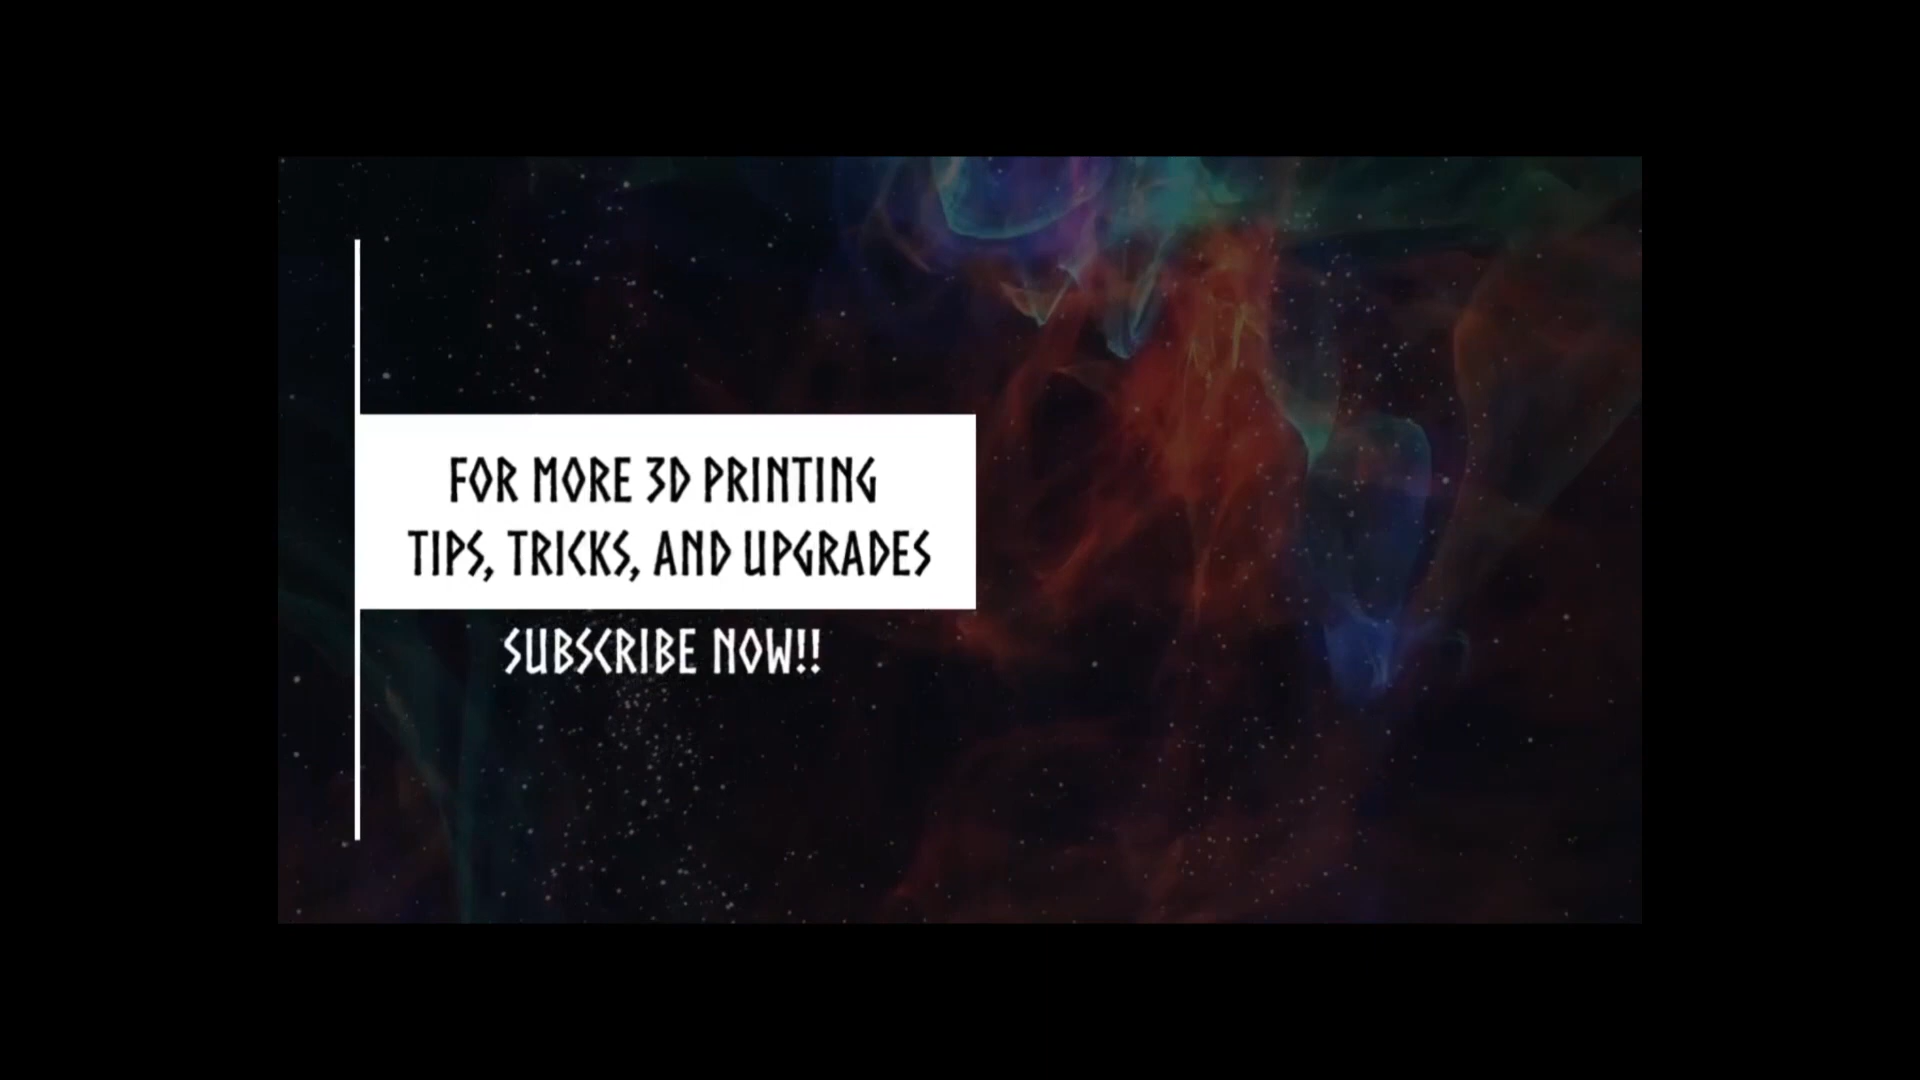 FOR MORE 3D PRINTING
TIPS, TRICKS, AND UPGRADES
SUBSCRIBE NOW!!